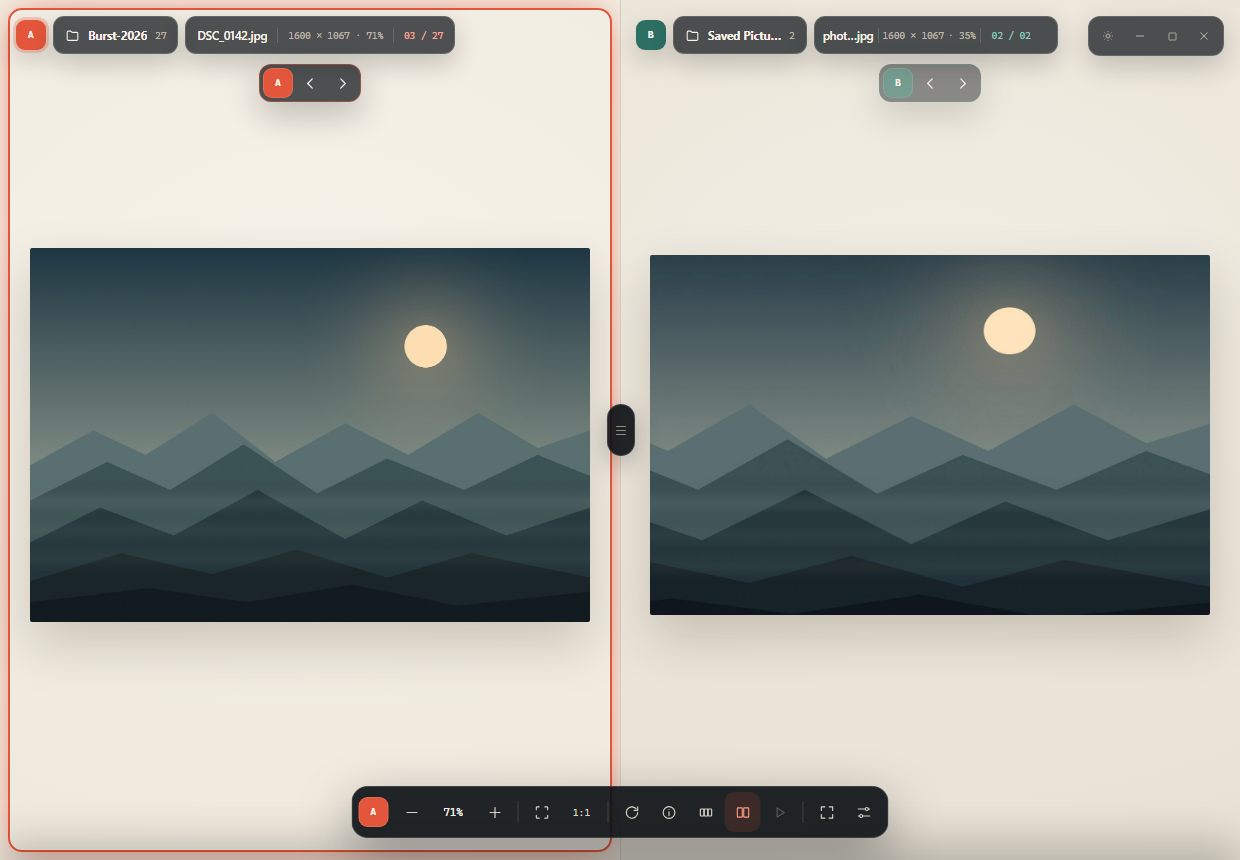 A Burst-2026 27 DSC_0142.jpg 1600 × 1067 · 71% 03 / 27
B Saved Pictu... 2 phot...jpg 1600 × 1067 · 35% 02 / 02
A
B
A 71% 1:1